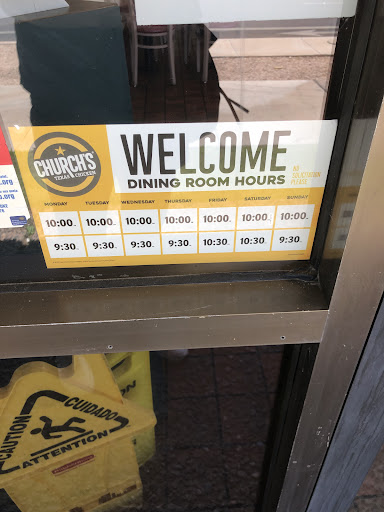 CHURCH'S
TEXAS CHICKEN
WELCOME
DINING ROOM HOURS
NO
SOLICITATION
PLEASE
MONDAY TUESDAY WEDNESDAY THURSDAY FRIDAY SATURDAY SUNDAY
10:00 10:00 10:00 10:00 10:00 10:00 10:00
9:30 9:30 9:30 9:30 10:30 10:30 9:30
.org
CAUTION
CUIDADO
ATTENTION